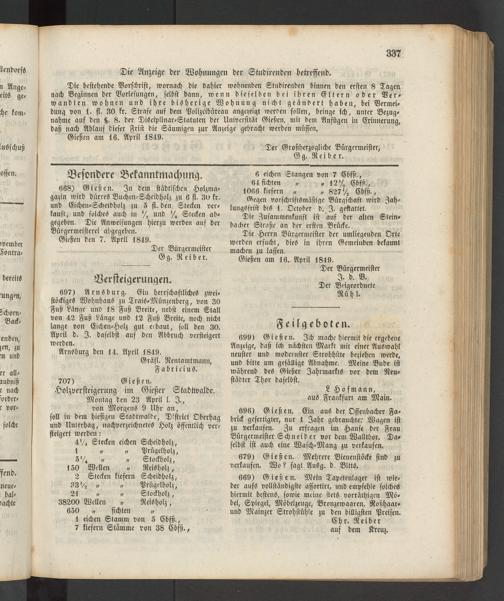 337
Die Anzeige der Wohnungen der Studirenden betreffend.
Die bestehende Vorschrift, wornach die dahier wohnenden Studirenden binnen den ersten 8 Tagen
nach Beginnen der Vorlesungen, selbst dann, wenn dieselben bei ihren Eltern oder Ver-
wandten wohnen und ihre bisherige Wohnung nicht geändert haben, bei Vermei-
dung von 1. fl. 30 kr. Strafe auf dem Polizeibüreau angezeigt werden sollen, bringe ich, unter Bezug-
nahme auf den §. 8. der Disciplinar-Statuten der Universität Gießen, mit dem Anfügen in Erinnerung,
daß nach Ablauf dieser Frist die Säumigen zur Anzeige gebracht werden müssen.
Gießen am 16. April 1849.
Der Großherzogliche Bürgermeister,
Gg. Reiber.
Besondere Bekanntmachung.
668) Gießen. In dem städtischen Holzma-
gazin wird dürres Buchen-Scheidholz zu 6 fl. 30 kr.
und Eichen-Scheidholz zu 5 fl. den Stecken ver-
kauft, und solches auch in 1/2 und 1/4 Stecken ab-
gegeben. Die Anweisungen hierzu werden auf der
Bürgermeisterei abgegeben.
Gießen den 7. April 1849.
Der Bürgermeister
Gg. Reiber.
Versteigerungen.
697) Arnsburg. Ein herrschaftliches zwei-
stöckiges Wohnhaus zu Trais-Münzenberg, von 30
Fuß Länge und 18 Fuß Breite, nebst einem Stall
von 42 Fuß Länge und 12 Fuß Breite, noch nicht
lange von Eichen-Holz gut erbaut, soll den 30.
April d. J. daselbst auf den Abbruch versteigert
werden.
Arnsburg den 14. April 1849.
Gräfl. Rentamtmann,
Fabricius.
707) Gießen.
Holzversteigerung im Gießer Stadtwalde.
Montag den 23 April l. J.,
von Morgens 9 Uhr an,
soll in dem hiesigen Stadtwalde, District Oberhag
und Unterhag, nachverzeichnetes Holz öffentlich ver-
steigert werden:
4 1/4 Stecken eichen Scheidholz,
1 " " Prügelholz,
5 1/4 " " Stockholz,
150 Wellen " Reisholz,
2 Stecken kiefern Scheidholz,
" " Prügelholz,
21 " " Stockholz,
38200 Wellen " Reisholz,
650 " fichten "
1 eichen Stamm von 5 Cbfß.,
7 kiefern Stämme von 38 Cbfß.,
6 eichen Stangen von 7 Cbfß.,
64 fichten " " 12 1/2 Cbfß.,
1066 kiefern " " 827 1/2 Cbfß.,
Gegen vorschriftsmäßige Bürgschaft wird Zah-
lungsfrist bis 1. October d. J. gestattet.
Die Zusammenkunft ist auf der alten Stein-
bacher Straße an der ersten Brücke.
Die Herrn Bürgermeister der umliegenden Orte
werden ersucht, dies in ihren Gemeinden bekannt
machen zu lassen.
Gießen am 16. April 1849.
Der Bürgermeister
J. d. B.
Der Beigeordnete
Rühl.
Feilgeboten.
699) Gießen. Ich mache hiermit die ergebene
Anzeige, daß ich nächsten Markt mit einer Auswahl
neuster und modernster Strohhüte beziehen werde,
und bitte um gefällige Abnahme. Meine Bude ist
während des Gießer Jahrmarkts vor dem Neu-
städter Thor daselbst.
L Hofmann,
aus Frankfurt am Main.
696) Gießen. Ein aus der Offenbacher Fa-
brick gefertigter, nur 1 Jahr gebrauchter Wagen ist
zu verkaufen. Zu erfragen im Hause der Frau
Bürgermeister Schneider vor dem Wallthor. Da-
selbst ist auch eine Wasch-Mang zu verkaufen.
679) Gießen. Mehrere Bienenstöcke sind zu
verkaufen. Wo? sagt Ausg. d. Bltts.
669) Gießen. Mein Tapetenlager ist wie-
der aufs vollständigste assortirt, und empfehle solches
hiermit bestens, sowie meine stets vorräthigen Mö-
bel, Spiegel, Möbelzeuge, Bronzewaaren, Roßhaar-
und Mainzer Strohstühle zu den billigsten Preisen.
Chr. Reiber
auf dem Kreuz.